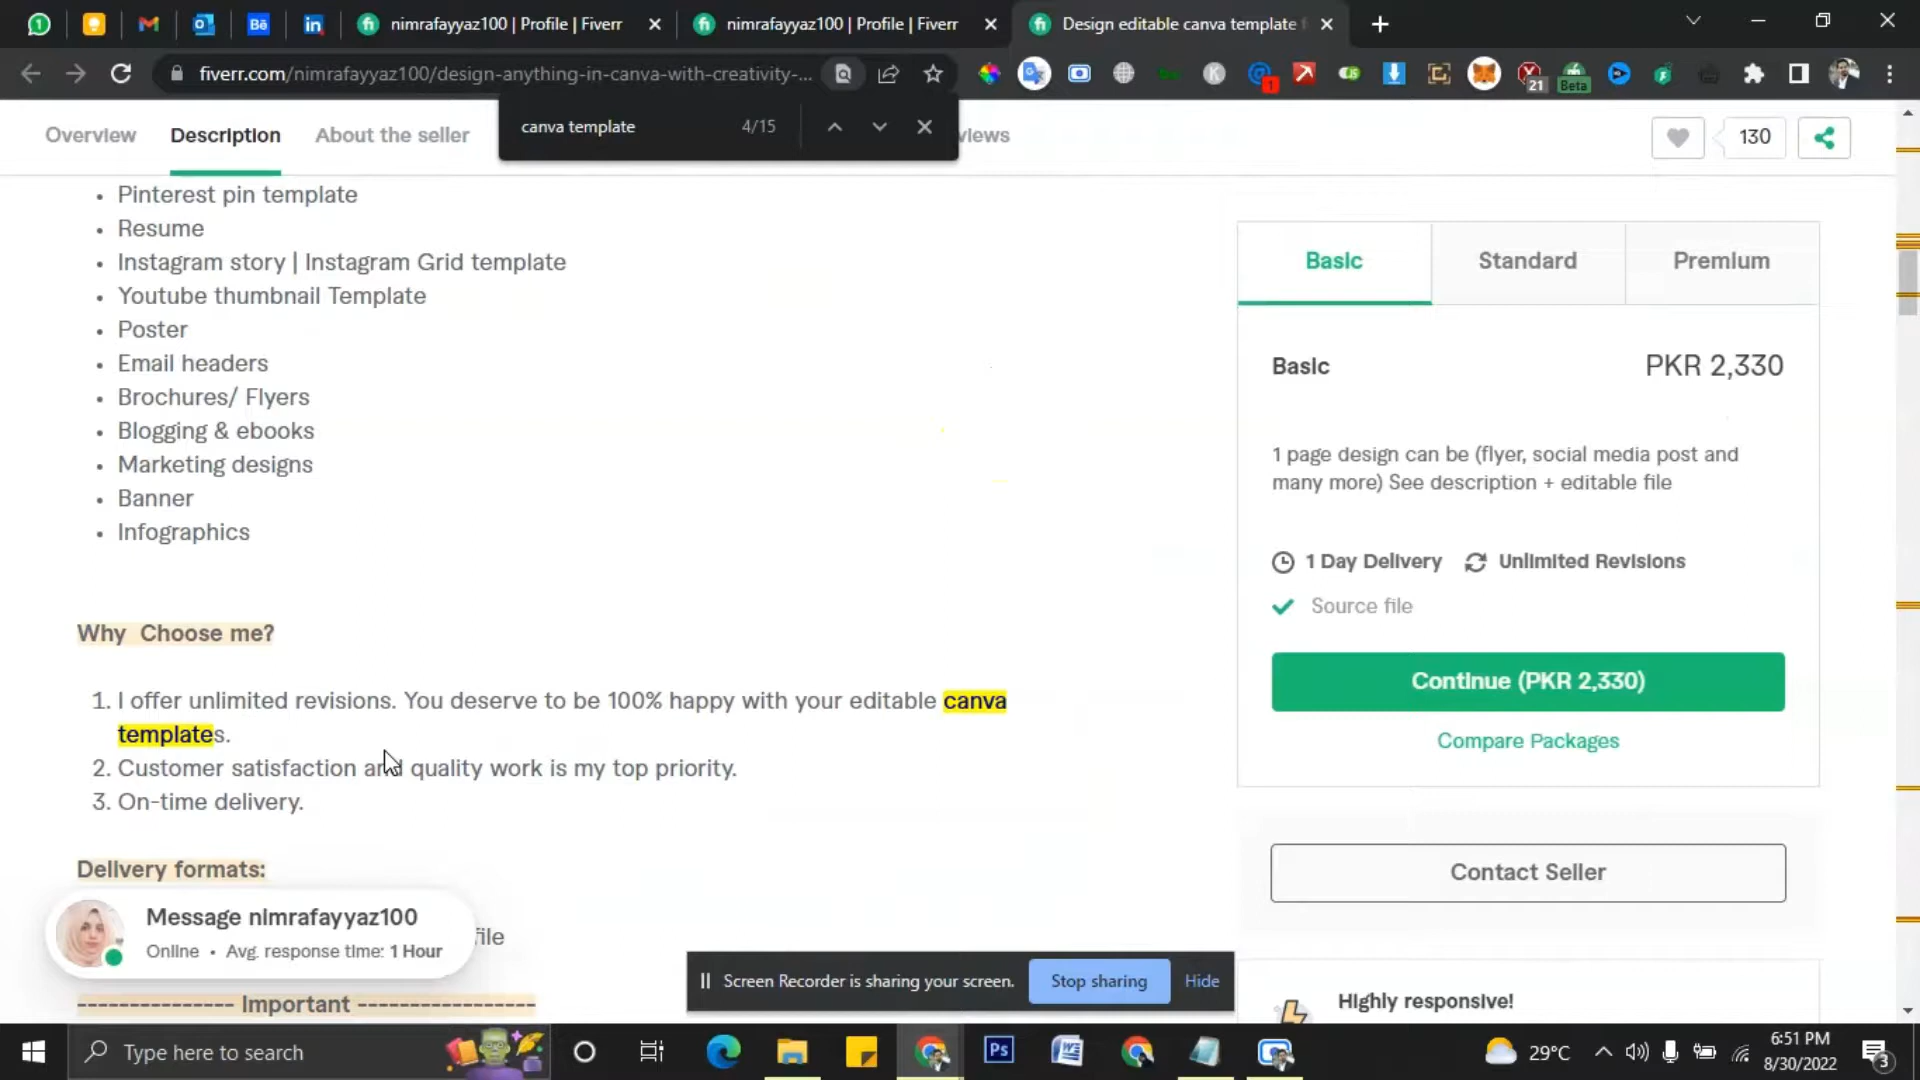 nimrafayyaz100 | Profile | Fiverr
nimrafayyaz100 | Profile | Fiverr
Design editable canva template f
fiverr.com/nimrafayyaz100/design-anything-in-canva-with-creativity-...
1
21
Beta
canva template
4/15
Overview
Description
About the seller
views
130
Pinterest pin template
Resume
Instagram story | Instagram Grid template
Youtube thumbnail Template
Poster
Email headers
Brochures/ Flyers
Blogging & ebooks
Marketing designs
Banner
Infographics
Why Choose me?
1. I offer unlimited revisions. You deserve to be 100% happy with your editable canva
templates.
2. Customer satisfaction and quality work is my top priority.
3. On-time delivery.
Delivery formats:
file
--------------- Important -----------------
Message nimrafayyaz100
Online • Avg. response time: 1 Hour
Basic
Standard
Premium
Basic
PKR 2,330
1 page design can be (flyer, social media post and
many more) See description + editable file
1 Day Delivery
Unlimited Revisions
Source file
Continue (PKR 2,330)
Compare Packages
Contact Seller
Highly responsive!
Screen Recorder is sharing your screen.
Stop sharing
Hide
Type here to search
Ps
29°C
6:51 PM
8/30/2022
3